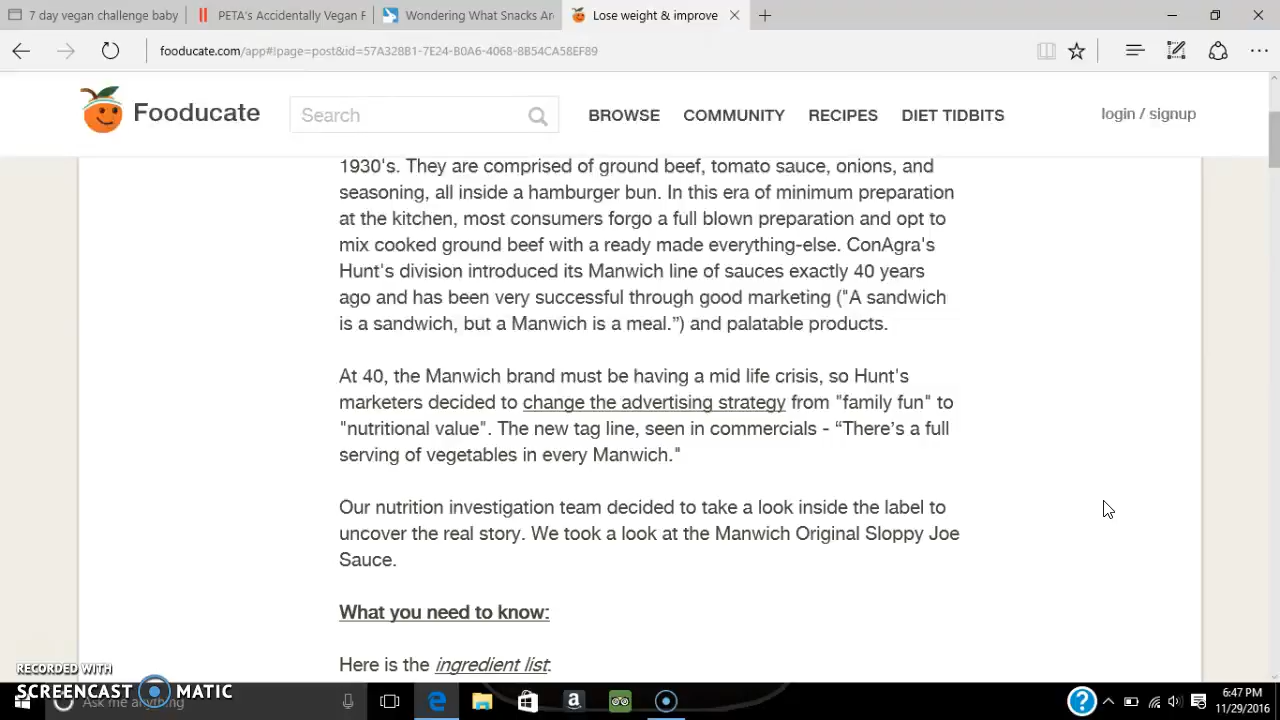 7 day vegan challenge baby
PETA's Accidentally Vegan F
Wondering What Snacks Are
Lose weight & improve
fooducate.com/app#!page=post&id=57A328B1-7E24-B0A6-4068-8B54CA58EF89
Fooducate
Search
BROWSE
COMMUNITY
RECIPES
DIET TIDBITS
login / signup
1930's. They are comprised of ground beef, tomato sauce, onions, and
seasoning, all inside a hamburger bun. In this era of minimum preparation
at the kitchen, most consumers forgo a full blown preparation and opt to
mix cooked ground beef with a ready made everything-else. ConAgra's
Hunt's division introduced its Manwich line of sauces exactly 40 years
ago and has been very successful through good marketing ("A sandwich
is a sandwich, but a Manwich is a meal.”) and palatable products.
At 40, the Manwich brand must be having a mid life crisis, so Hunt's
marketers decided to change the advertising strategy from "family fun" to
"nutritional value". The new tag line, seen in commercials - “There’s a full
serving of vegetables in every Manwich."
Our nutrition investigation team decided to take a look inside the label to
uncover the real story. We took a look at the Manwich Original Sloppy Joe
Sauce.
What you need to know:
Here is the ingredient list:
RECORDED WITH
SCREENCAST MATIC
Ask me anything
6:47 PM
11/29/2016